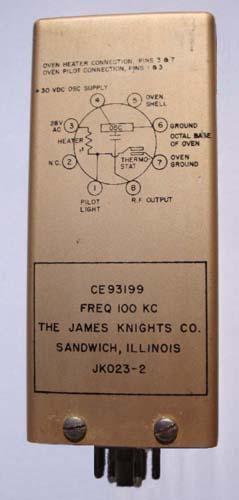 OVEN HEATER CONNECTION, PINS 3 & 7
OVEN PILOT CONNECTION, PINS 1 & 3
+30 VDC OSC SUPPLY
4
5 OVEN SHELL
28V AC 3
OSC
6 GROUND
OCTAL BASE OF OVEN
HEATER
N.C. 2
THERMO-STAT
7 OVEN GROUND
1
8
PILOT LIGHT
R.F. OUTPUT
CE93199
FREQ 100 KC
THE JAMES KNIGHTS CO.
SANDWICH, ILLINOIS
JKO23-2